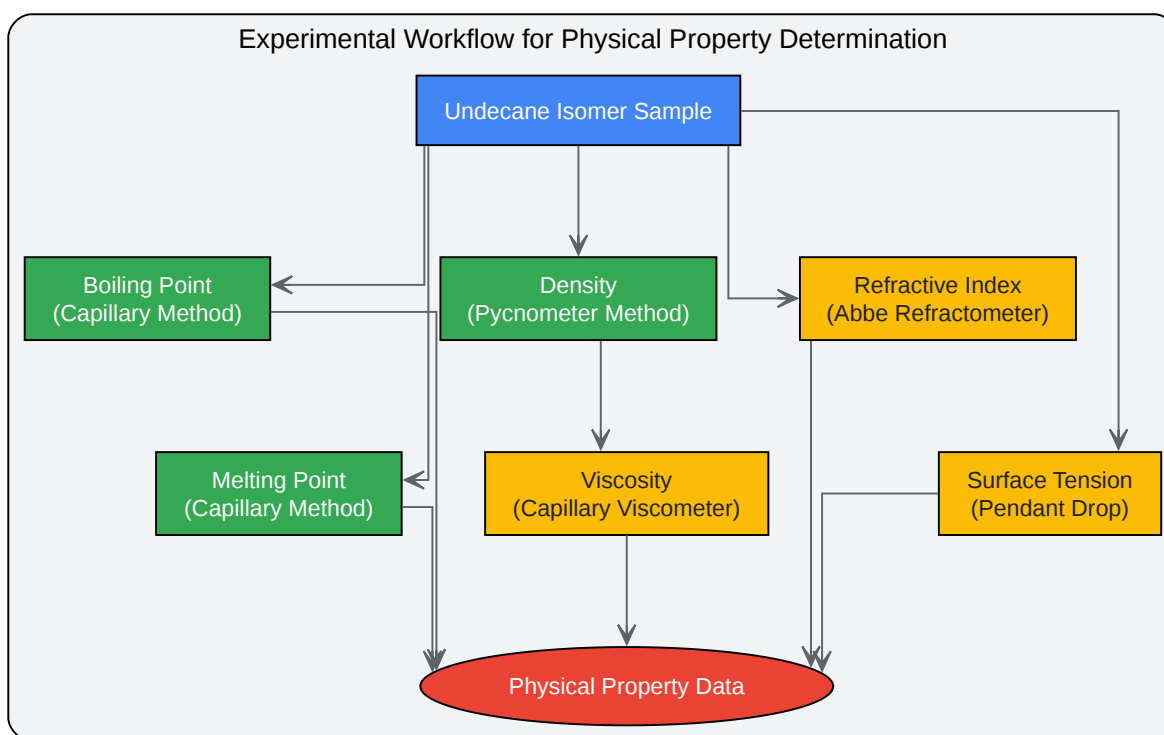 Experimental Workflow for Physical Property Determination
Undecane Isomer Sample
Boiling Point
(Capillary Method)
Density
(Pycnometer Method)
Refractive Index
(Abbe Refractometer)
Melting Point
(Capillary Method)
Viscosity
(Capillary Viscometer)
Surface Tension
(Pendant Drop)
Physical Property Data